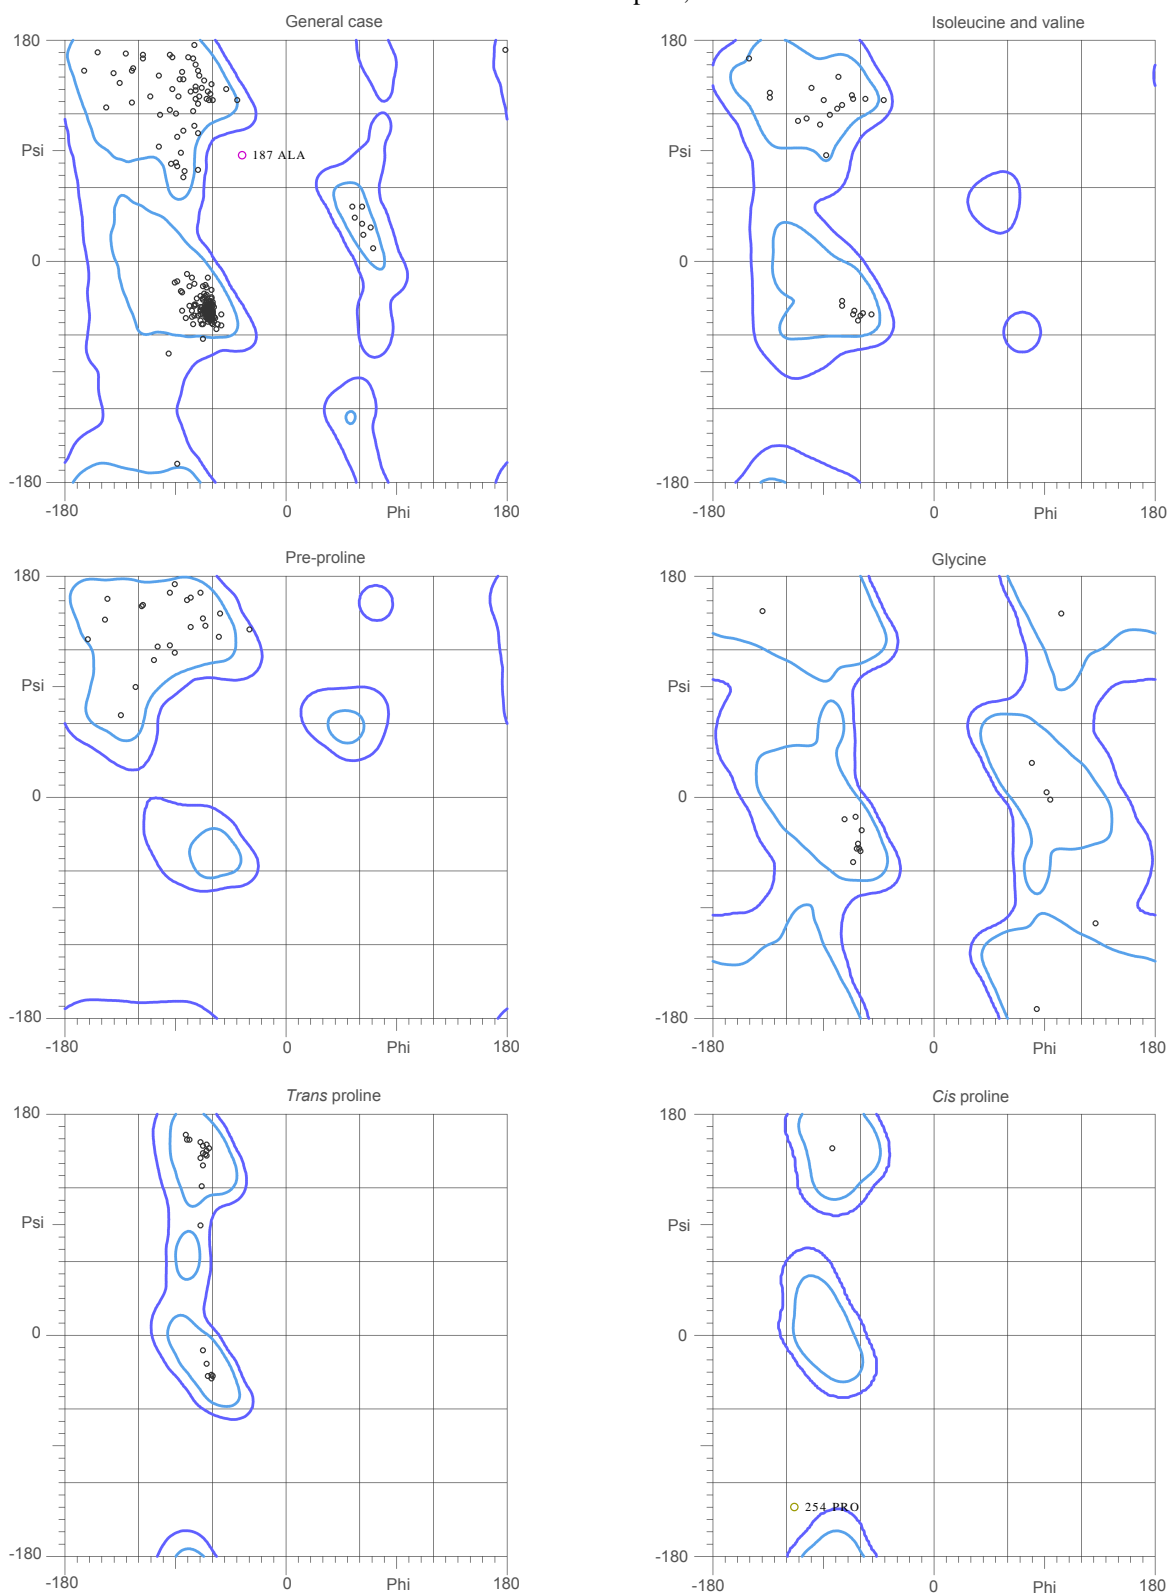 General case
Isoleucine and valine
180
180
Psi
187 ALA
Psi
0
0
-180
-180
-180
0
Phi
180
-180
0
Phi
180
Pre-proline
Glycine
180
180
Psi
Psi
0
0
-180
-180
-180
0
Phi
180
-180
0
Phi
180
Trans proline
Cis proline
180
180
Psi
Psi
0
0
254 PRO
-180
-180
-180
0
Phi
180
-180
0
Phi
180